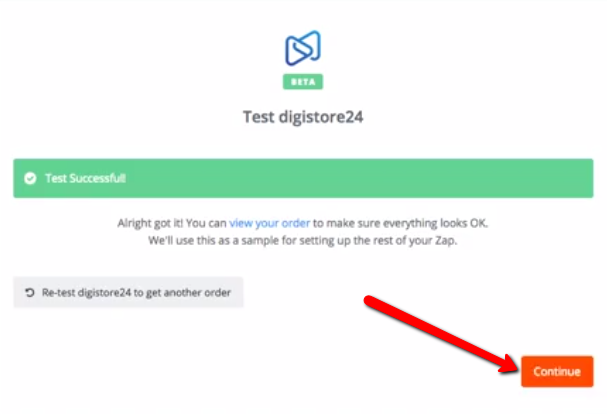 BETA
Test digistore24
Test Successful!
Alright got it! You can view your order to make sure everything looks OK.
We'll use this as a sample for setting up the rest of your Zap.
Re-test digistore24 to get another order
Continue